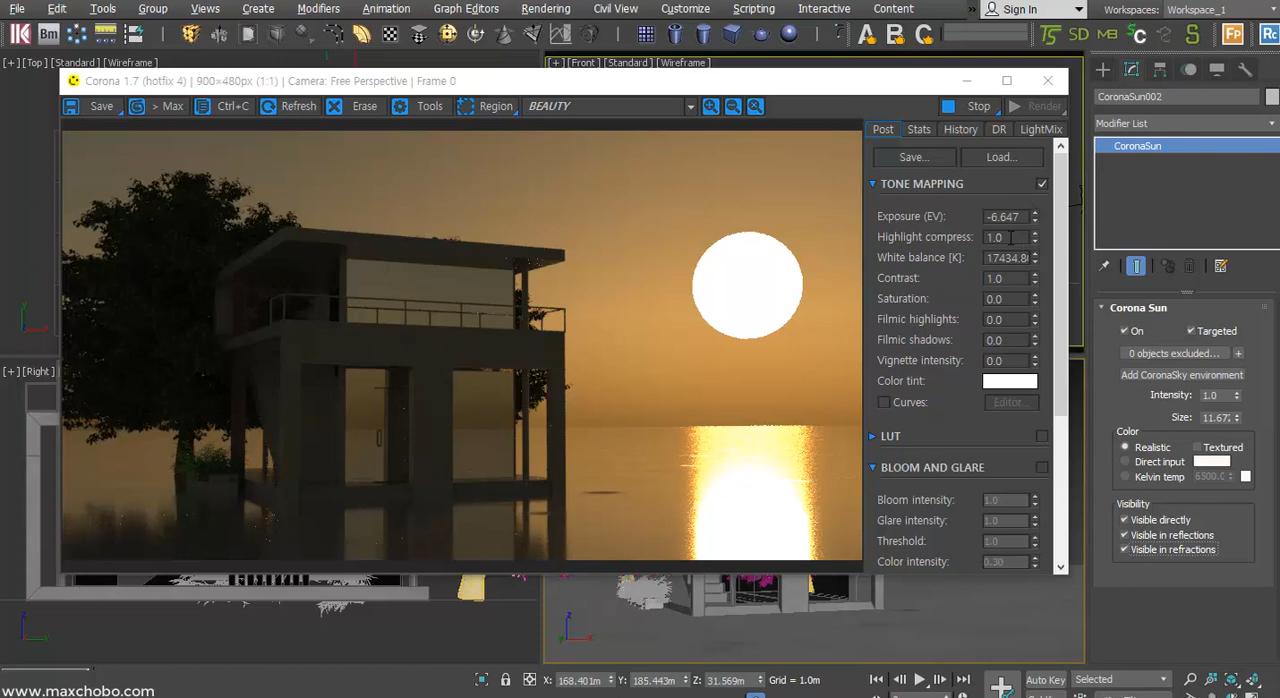 File Edit Tools Group Views Create Modifiers Animation Graph Editors Rendering Civil View Customize Scripting Interactive Content » Sign In Workspaces: Workspace_1
Bm A B C TS SD MB C S Fp Rc
[+] [Top] [Standard] [Wireframe]
[+] [Front] [Standard] [Wireframe]
Corona 1.7 (hotfix 4) | 900×480px (1:1) | Camera: Free Perspective | Frame 0
Save > Max Ctrl+C Refresh Erase Tools Region BEAUTY Stop Render
Post Stats History DR LightMix
Save... Load...
TONE MAPPING
Exposure (EV): -6.647
Highlight compress: 1.0
White balance [K]: 17434.8
Contrast: 1.0
Saturation: 0.0
Filmic highlights: 0.0
Filmic shadows: 0.0
Vignette intensity: 0.0
Color tint:
Curves: Editor...
LUT
BLOOM AND GLARE
Bloom intensity: 1.0
Glare intensity: 1.0
Threshold: 1.0
Color intensity: 0.30
CoronaSun002
Modifier List
CoronaSun
Corona Sun
On Targeted
0 objects excluded... +
Add CoronaSky environment
Intensity: 1.0
Size: 11.67
Color
Realistic Textured
Direct input
Kelvin temp 6500.0
Visibility
Visible directly
Visible in reflections
Visible in refractions
[+] [Right]
z
z
X: 168.401m Y: 185.443m Z: 31.569m Grid = 1.0m Auto Key Selected
www.maxchobo.com